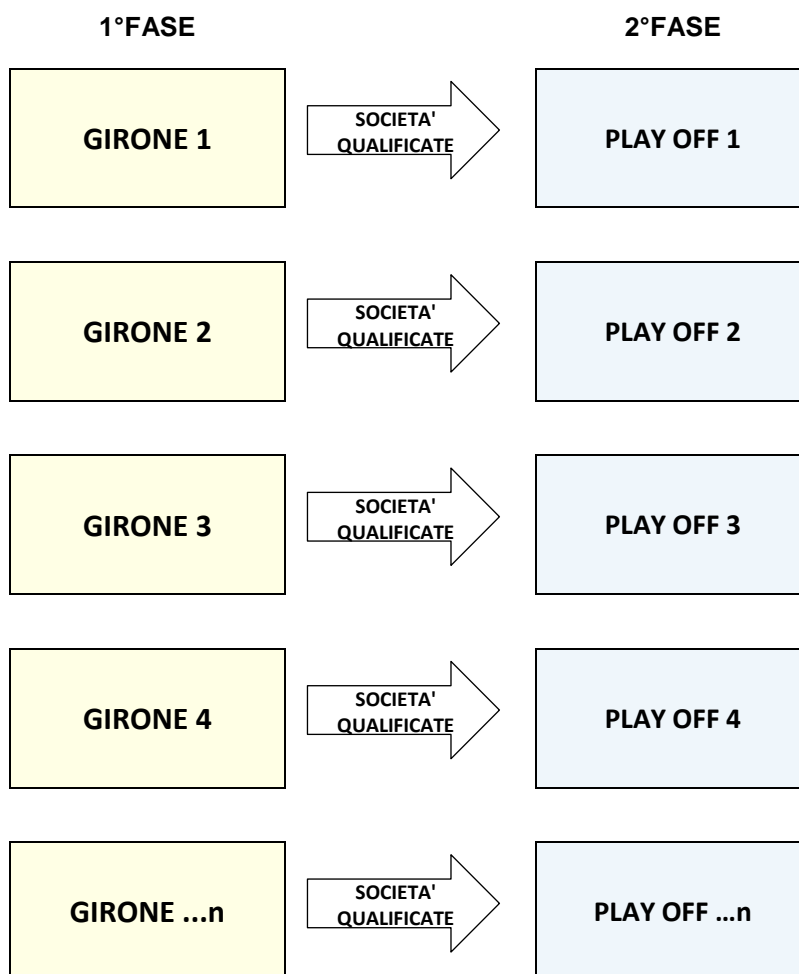 1°FASE
2°FASE
GIRONE 1
SOCIETA'
QUALIFICATE
PLAY OFF 1
GIRONE 2
SOCIETA'
QUALIFICATE
PLAY OFF 2
GIRONE 3
SOCIETA'
QUALIFICATE
PLAY OFF 3
GIRONE 4
SOCIETA'
QUALIFICATE
PLAY OFF 4
GIRONE ...n
SOCIETA'
QUALIFICATE
PLAY OFF ...n